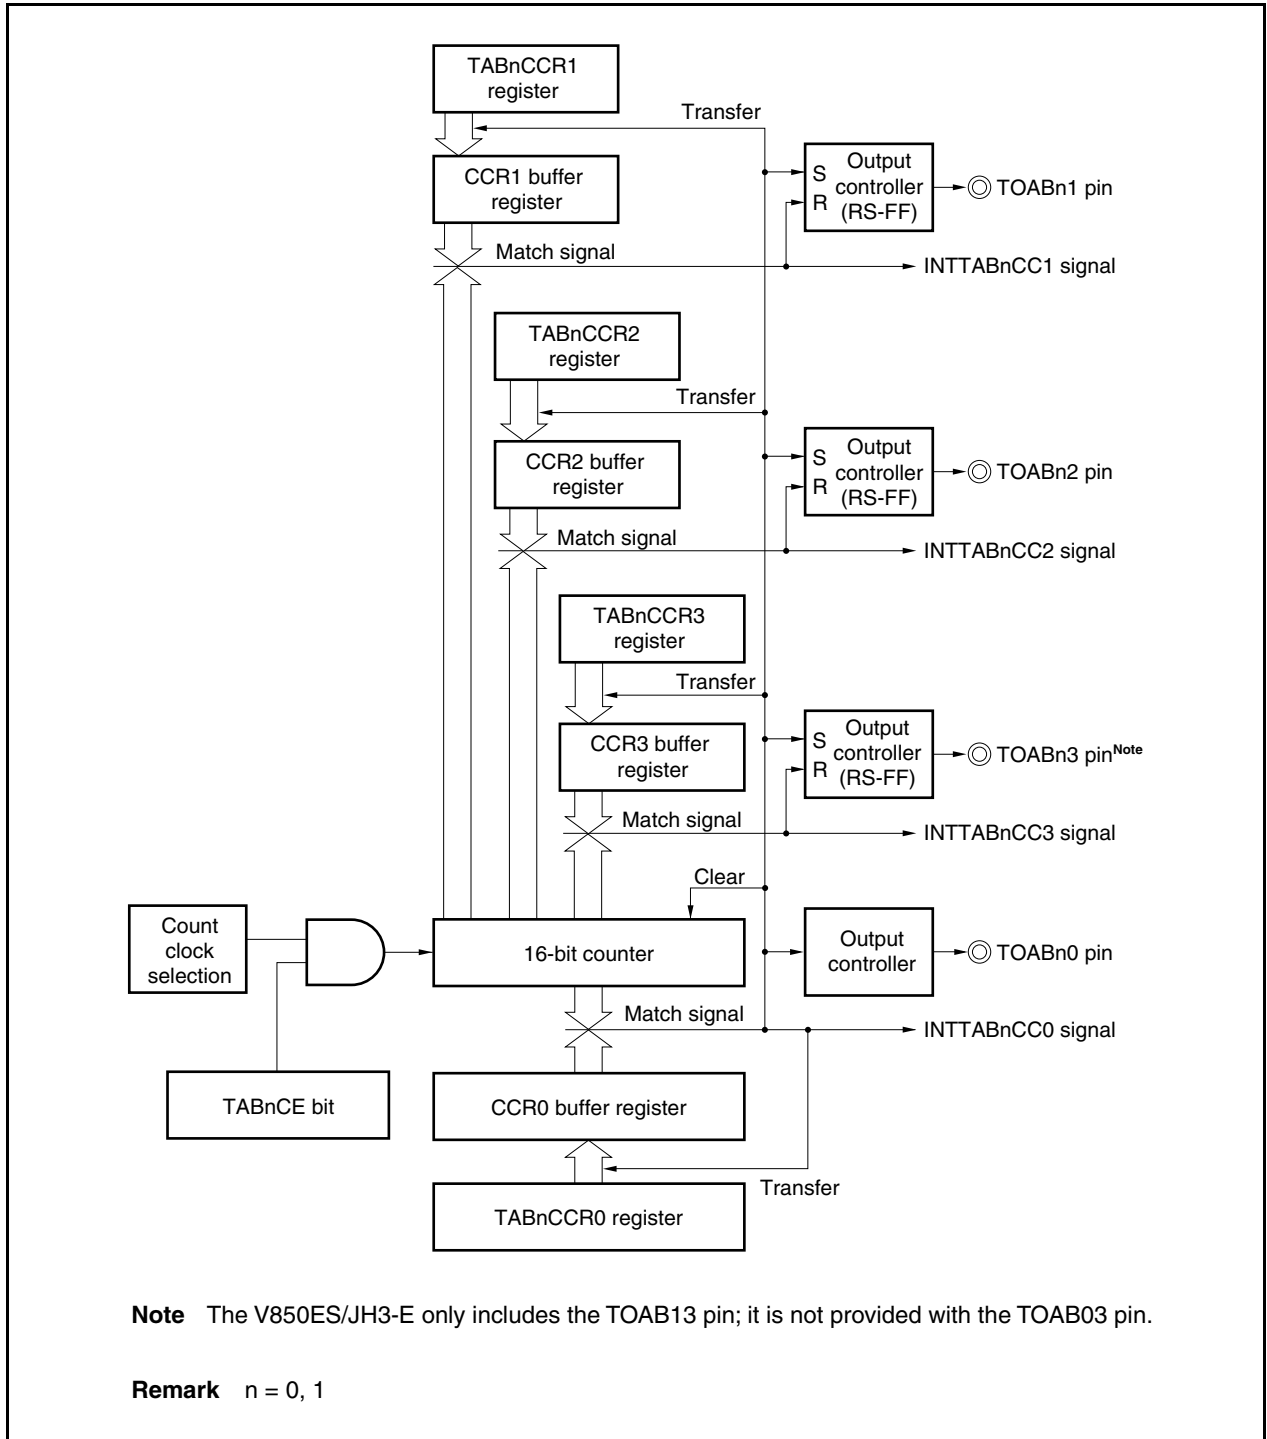 TABnCCR1
register
Transfer
CCR1 buffer
register
S
R
Output
controller
(RS-FF)
TOABn1 pin
Match signal
INTTABnCC1 signal
TABnCCR2
register
Transfer
CCR2 buffer
register
S
R
Output
controller
(RS-FF)
TOABn2 pin
Match signal
INTTABnCC2 signal
TABnCCR3
register
Transfer
CCR3 buffer
register
S
R
Output
controller
(RS-FF)
TOABn3 pinNote
Match signal
INTTABnCC3 signal
Clear
Count
clock
selection
16-bit counter
Output
controller
TOABn0 pin
Match signal
INTTABnCC0 signal
TABnCE bit
CCR0 buffer register
Transfer
TABnCCR0 register
Note The V850ES/JH3-E only includes the TOAB13 pin; it is not provided with the TOAB03 pin.
Remark n = 0, 1